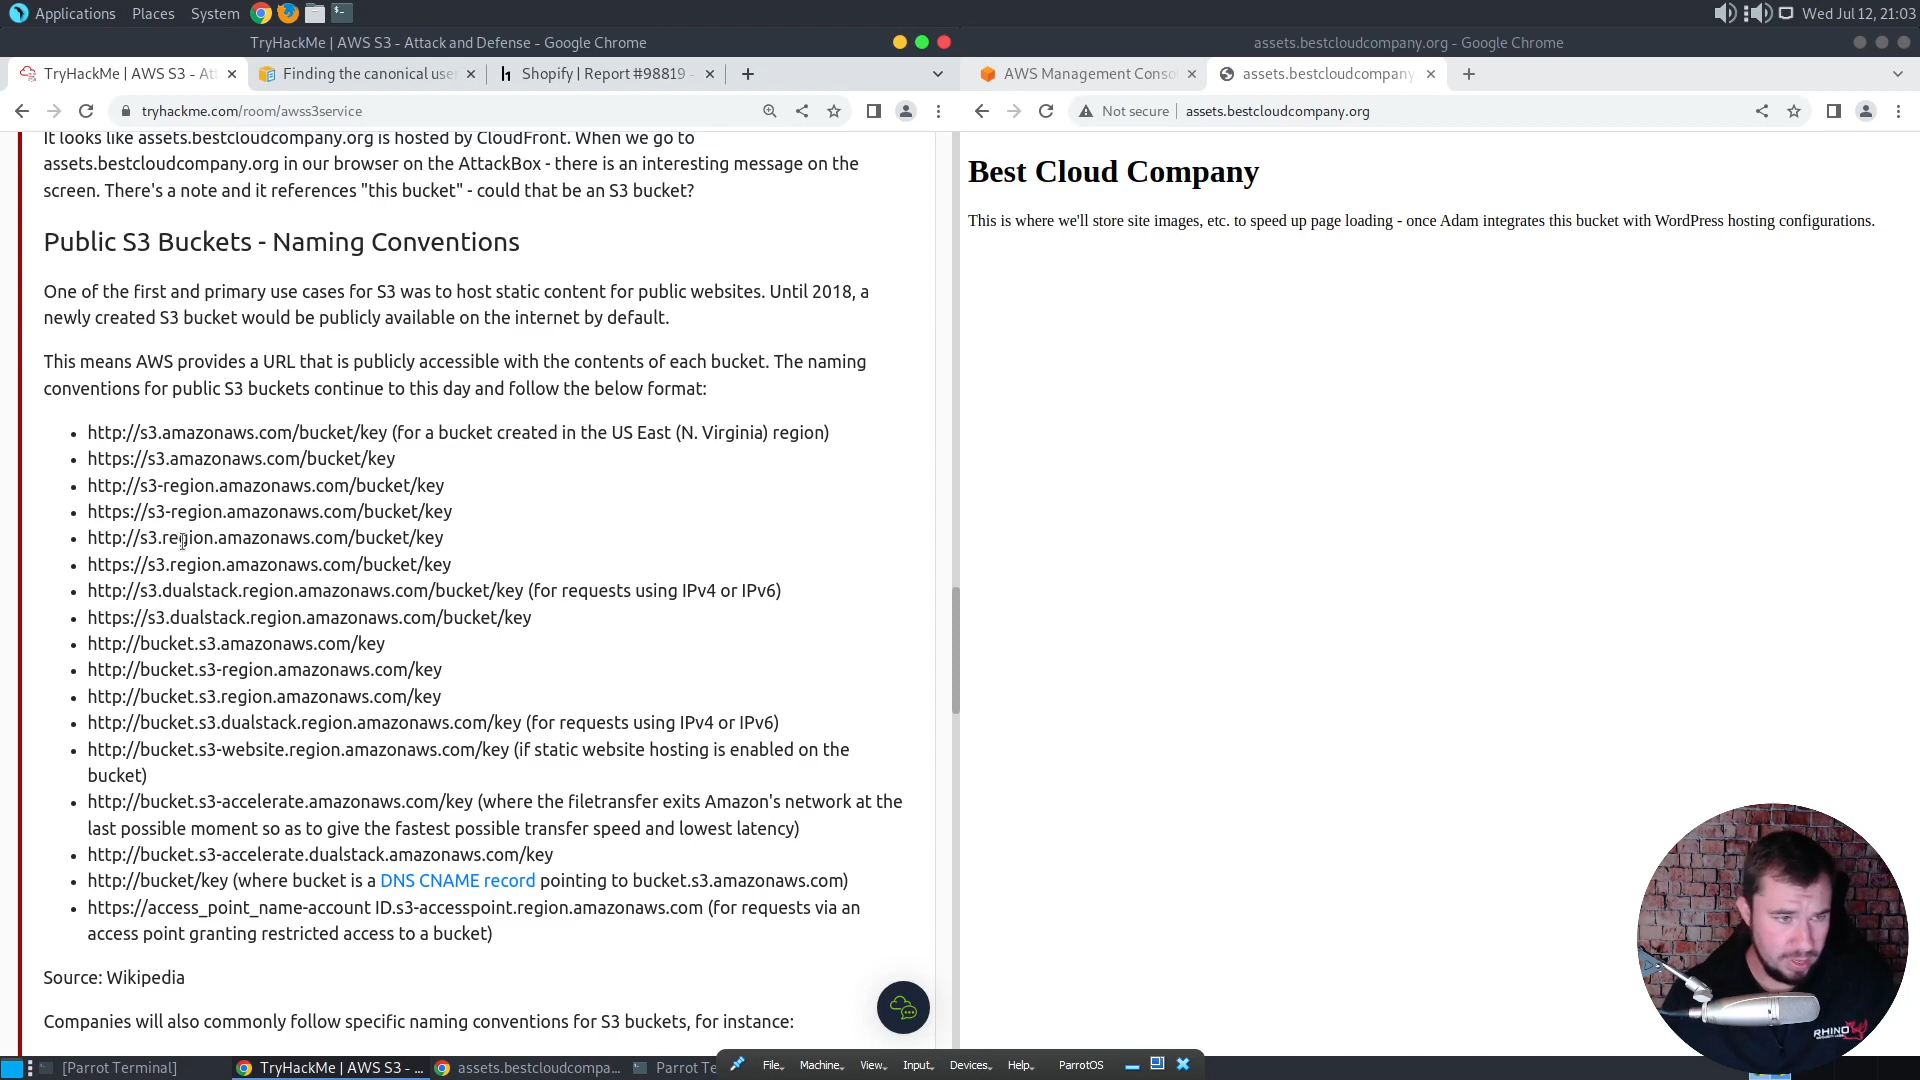 Applications Places System Wed Jul 12, 21:03
TryHackMe | AWS S3 - Attack and Defense - Google Chrome
TryHackMe | AWS S3 - Att
Finding the canonical use
Shopify | Report #98819 -
tryhackme.com/room/awss3service
It looks like assets.bestcloudcompany.org is hosted by CloudFront. When we go to
assets.bestcloudcompany.org in our browser on the AttackBox - there is an interesting message on the
screen. There's a note and it references "this bucket" - could that be an S3 bucket?
Public S3 Buckets - Naming Conventions
One of the first and primary use cases for S3 was to host static content for public websites. Until 2018, a
newly created S3 bucket would be publicly available on the internet by default.
This means AWS provides a URL that is publicly accessible with the contents of each bucket. The naming
conventions for public S3 buckets continue to this day and follow the below format:
• http://s3.amazonaws.com/bucket/key (for a bucket created in the US East (N. Virginia) region)
• https://s3.amazonaws.com/bucket/key
• http://s3-region.amazonaws.com/bucket/key
• https://s3-region.amazonaws.com/bucket/key
• http://s3.region.amazonaws.com/bucket/key
• https://s3.region.amazonaws.com/bucket/key
• http://s3.dualstack.region.amazonaws.com/bucket/key (for requests using IPv4 or IPv6)
• https://s3.dualstack.region.amazonaws.com/bucket/key
• http://bucket.s3.amazonaws.com/key
• http://bucket.s3-region.amazonaws.com/key
• http://bucket.s3.region.amazonaws.com/key
• http://bucket.s3.dualstack.region.amazonaws.com/key (for requests using IPv4 or IPv6)
• http://bucket.s3-website.region.amazonaws.com/key (if static website hosting is enabled on the
bucket)
• http://bucket.s3-accelerate.amazonaws.com/key (where the filetransfer exits Amazon's network at the
last possible moment so as to give the fastest possible transfer speed and lowest latency)
• http://bucket.s3-accelerate.dualstack.amazonaws.com/key
• http://bucket/key (where bucket is a DNS CNAME record pointing to bucket.s3.amazonaws.com)
• https://access_point_name-account ID.s3-accesspoint.region.amazonaws.com (for requests via an
access point granting restricted access to a bucket)
Source: Wikipedia
Companies will also commonly follow specific naming conventions for S3 buckets, for instance:
assets.bestcloudcompany.org - Google Chrome
AWS Management Conso
assets.bestcloudcompany
Not secure assets.bestcloudcompany.org
Best Cloud Company
This is where we'll store site images, etc. to speed up page loading - once Adam integrates this bucket with WordPress hosting configurations.
RHINO
[Parrot Terminal]
TryHackMe | AWS S3 - ...
assets.bestcloudcompa...
Parrot Te
File Machine View Input Devices Help ParrotOS